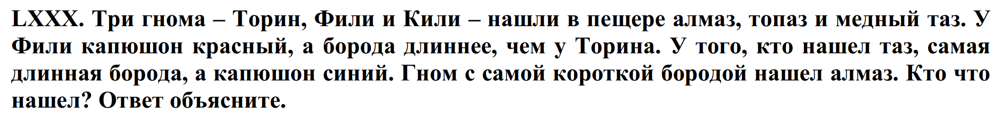 LXXX. Три гнома – Торин, Фили и Кили – нашли в пещере алмаз, топаз и медный таз. У
Фили капюшон красный, а борода длиннее, чем у Торина. У того, кто нашел таз, самая
длинная борода, а капюшон синий. Гном с самой короткой бородой нашел алмаз. Кто что
нашел? Ответ объясните.